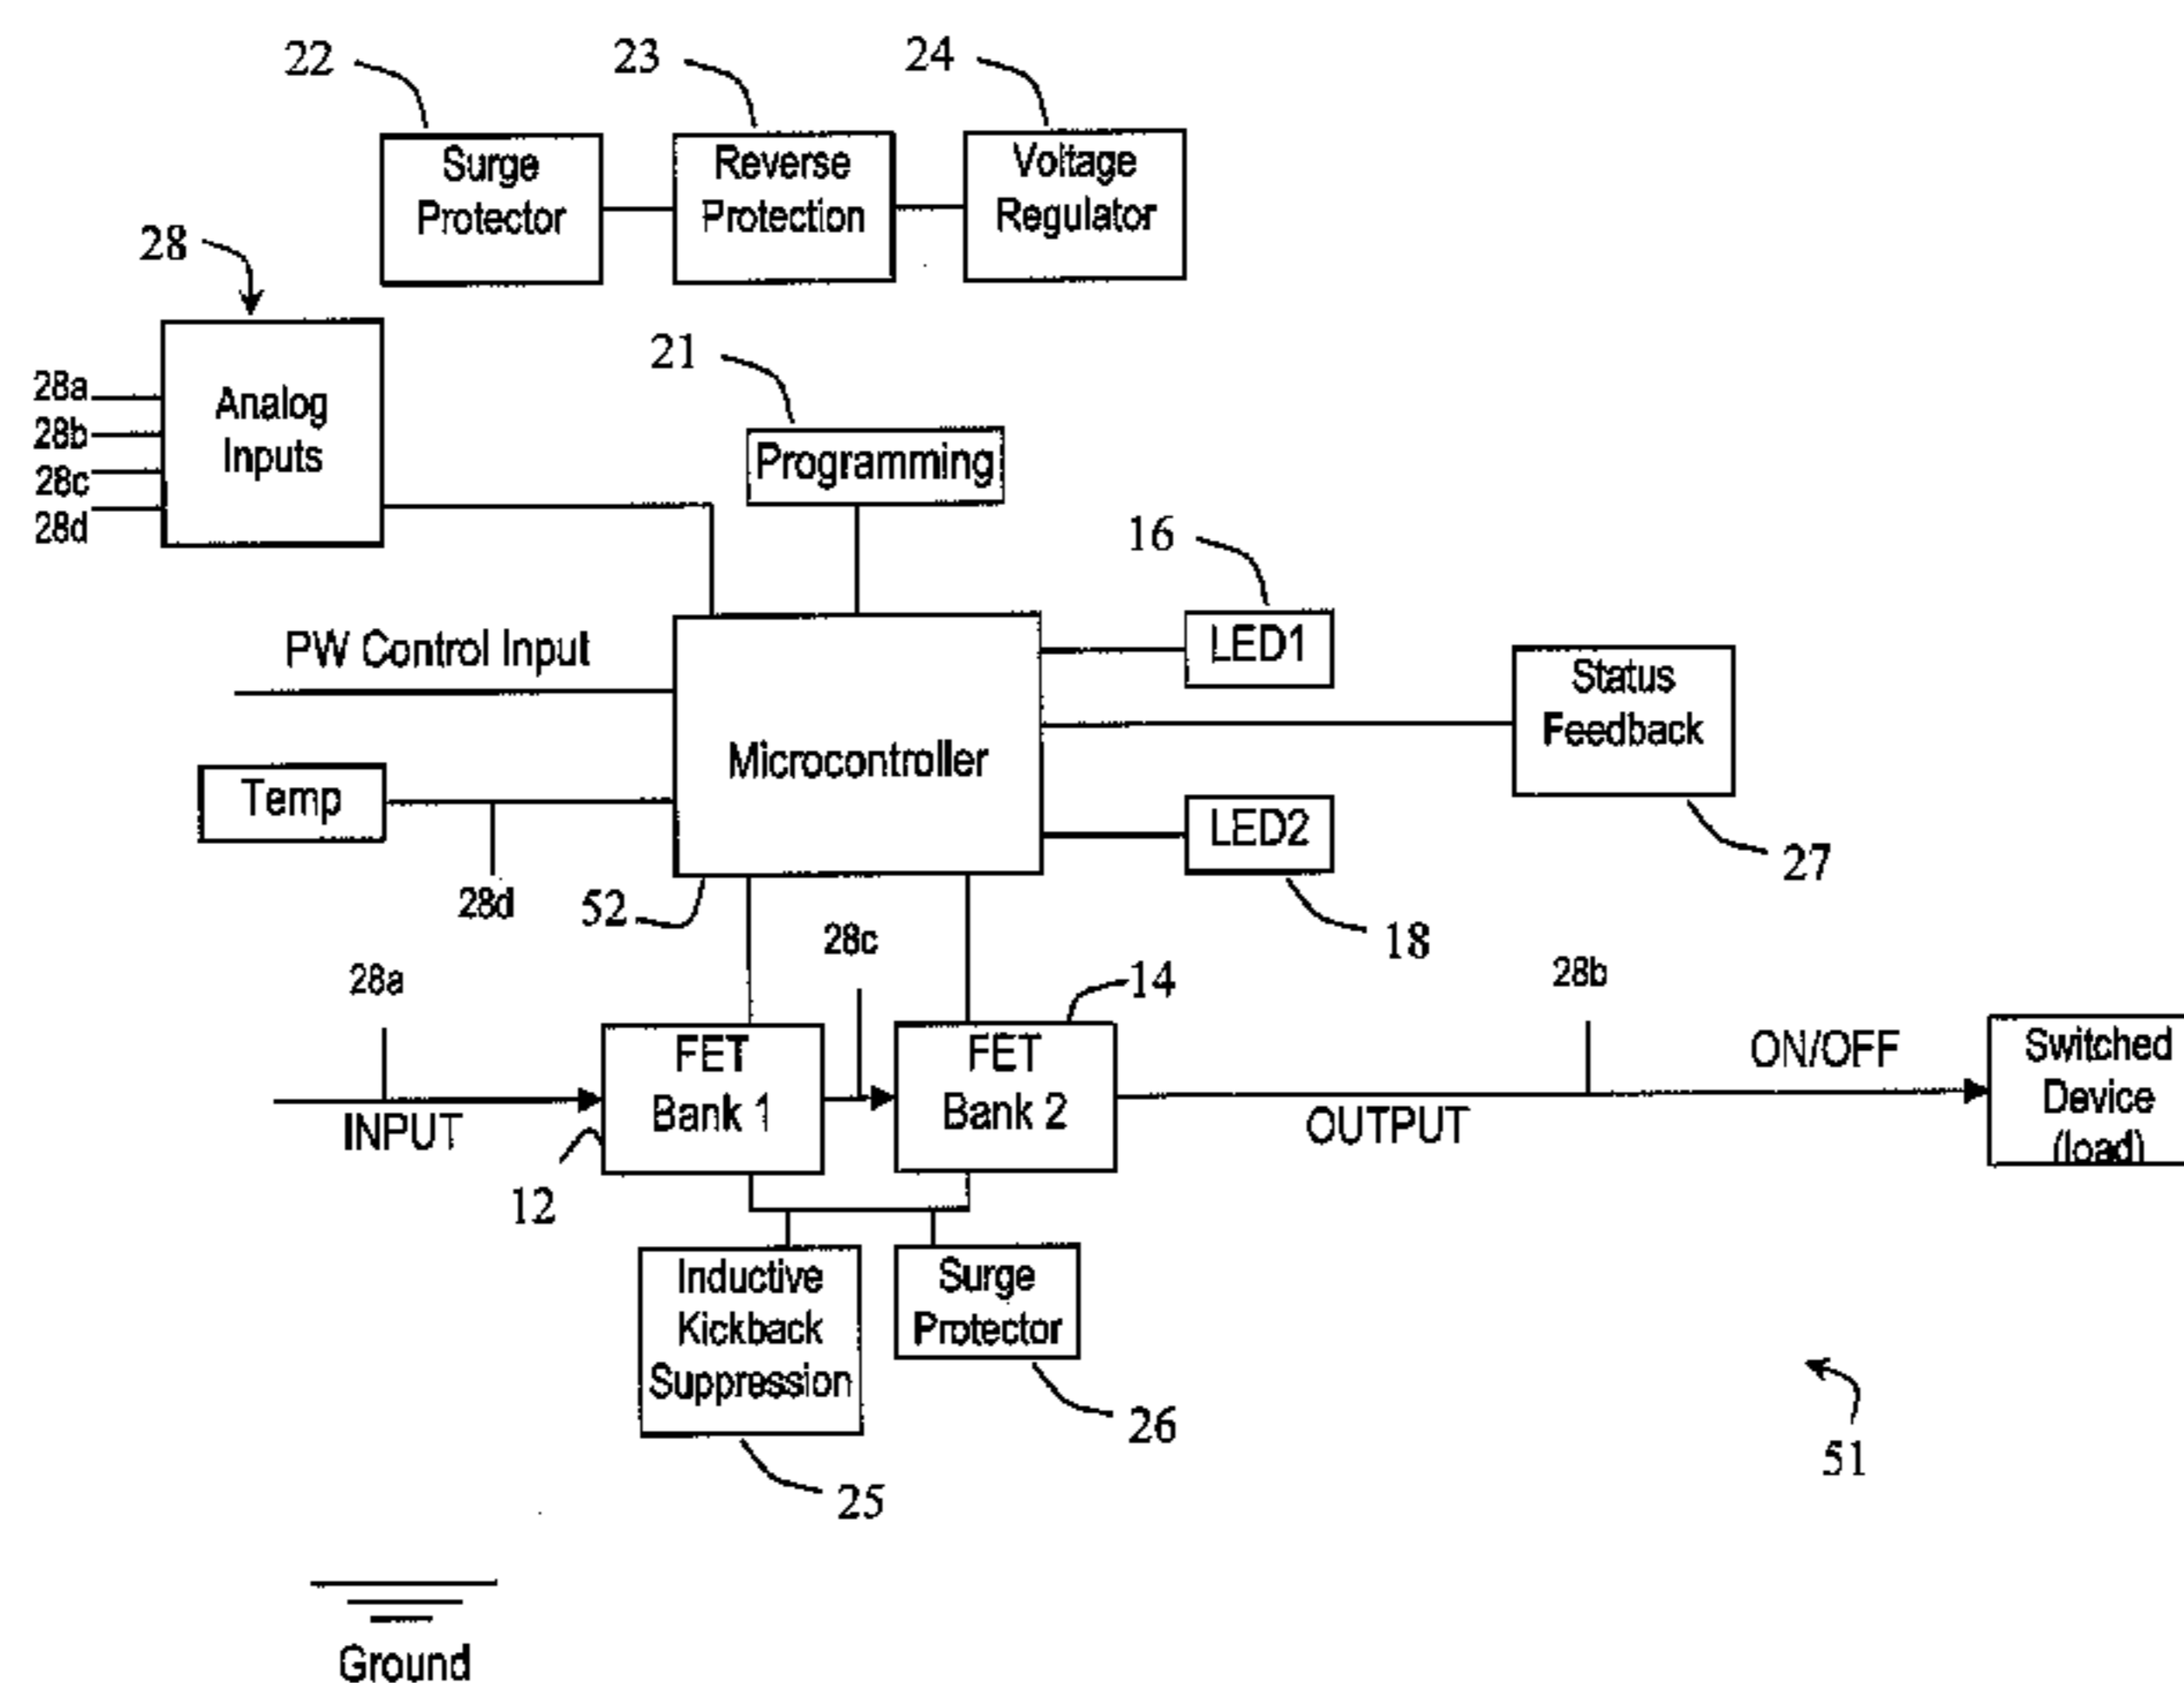 22
23
24
Surge
Protector
Reverse
Protection
Voltage
Regulator
28
21
28a
28b
28c
28d
Analog
Inputs
Programming
16
PW Control Input
LED1
Status
Feedback
Microcontroller
Temp
LED2
27
28d
52
18
28c
28a
14
28b
FET
Bank 1
FET
Bank 2
ON/OFF
Switched
Device
(load)
INPUT
OUTPUT
12
Inductive
Kickback
Suppression
Surge
Protector
26
51
25
Ground